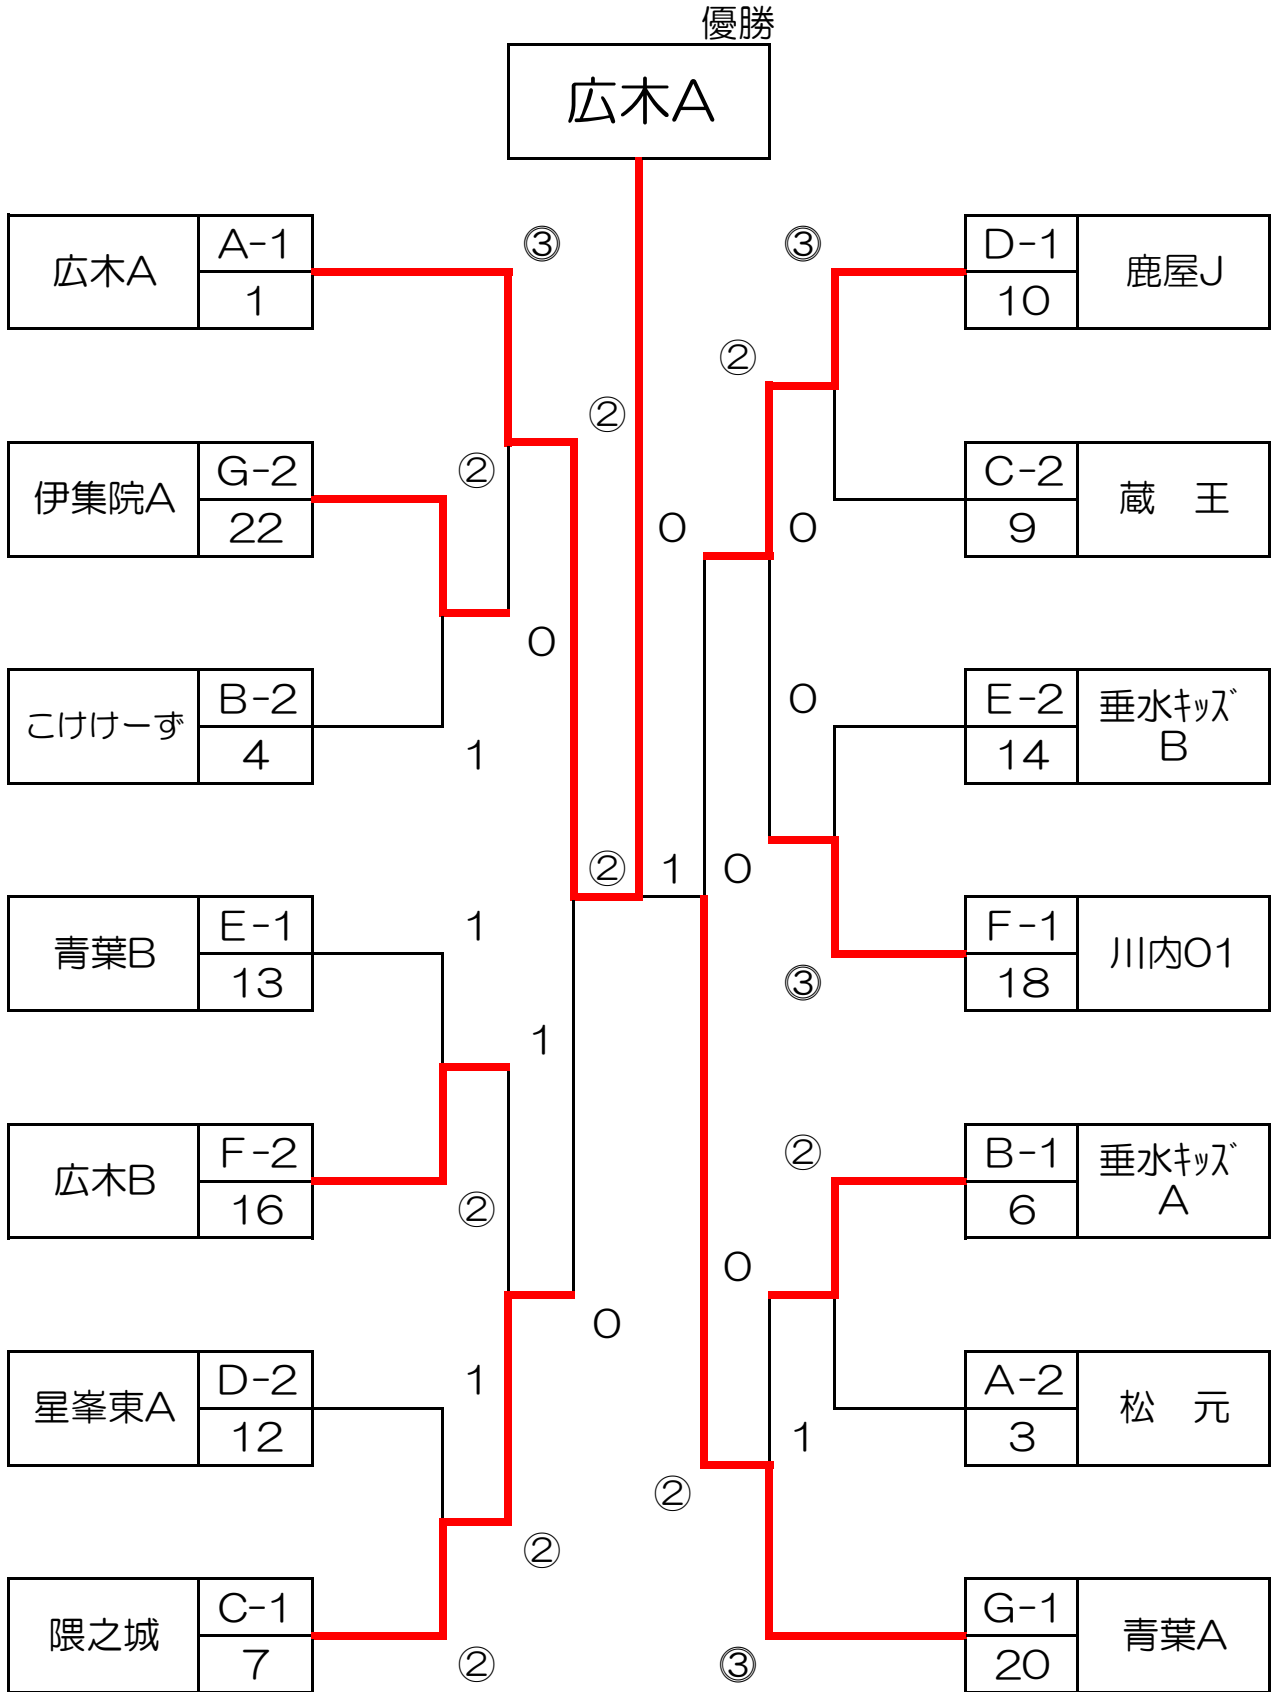 優勝
広木A
広木A
A-1
1
③
③
D-1
10
鹿屋J
②
②
伊集院A
G-2
22
②
C-2
9
蔵　王
0
0
0
こけけーず
B-2
4
1
0
E-2
14
垂水ｷｯｽﾞ
B
②
1
0
青葉B
E-1
13
1
F-1
18
川内01
③
1
広木B
F-2
16
②
②
B-1
6
垂水ｷｯｽﾞ
A
0
0
星峯東A
D-2
12
1
A-2
3
松　元
1
②
②
隈之城
C-1
7
②
③
G-1
20
青葉A